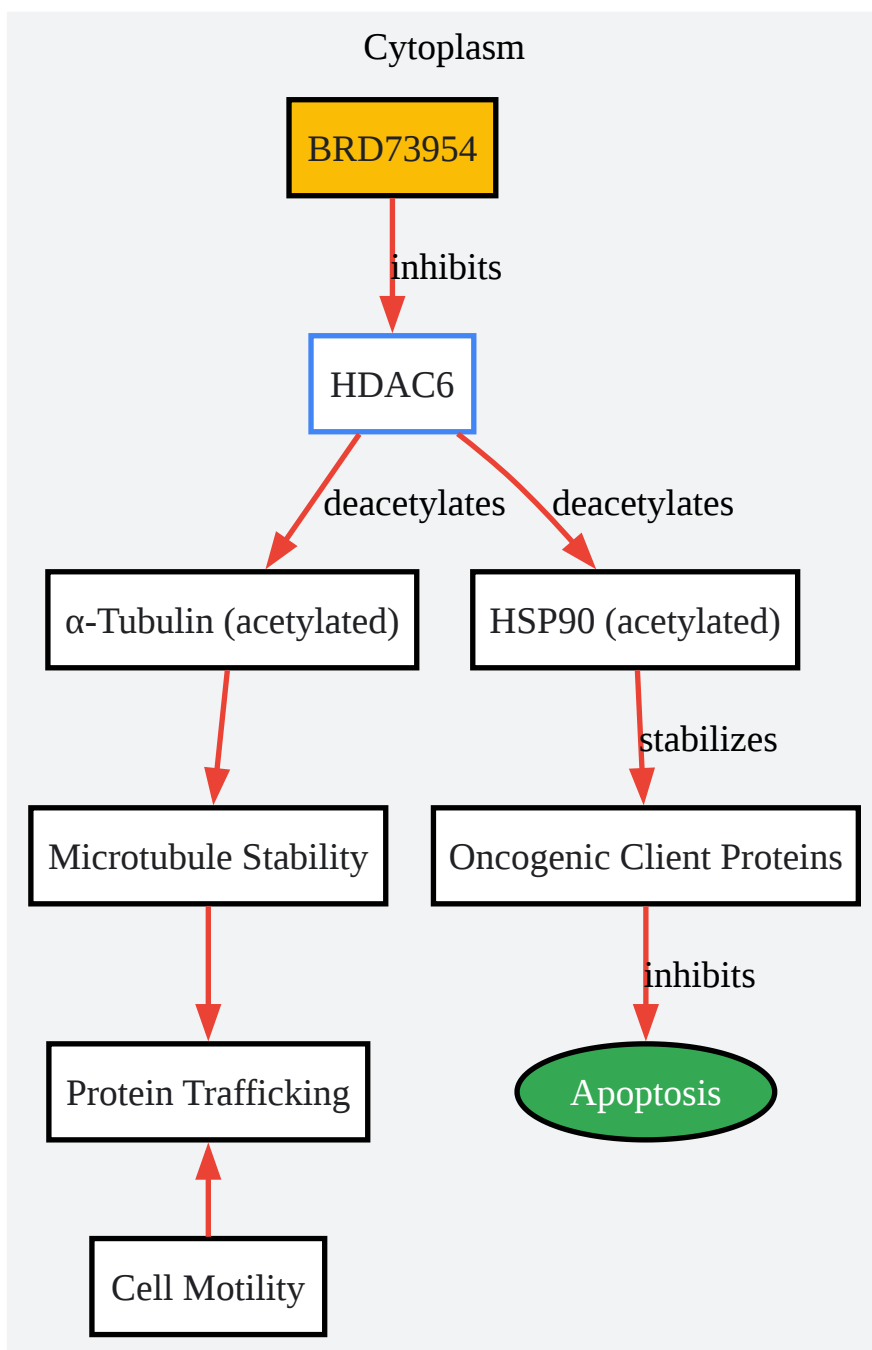 Cytoplasm
BRD73954
inhibits
HDAC6
deacetylates
deacetylates
α-Tubulin (acetylated)
HSP90 (acetylated)
stabilizes
Microtubule Stability
Oncogenic Client Proteins
inhibits
Protein Trafficking
Apoptosis
Cell Motility